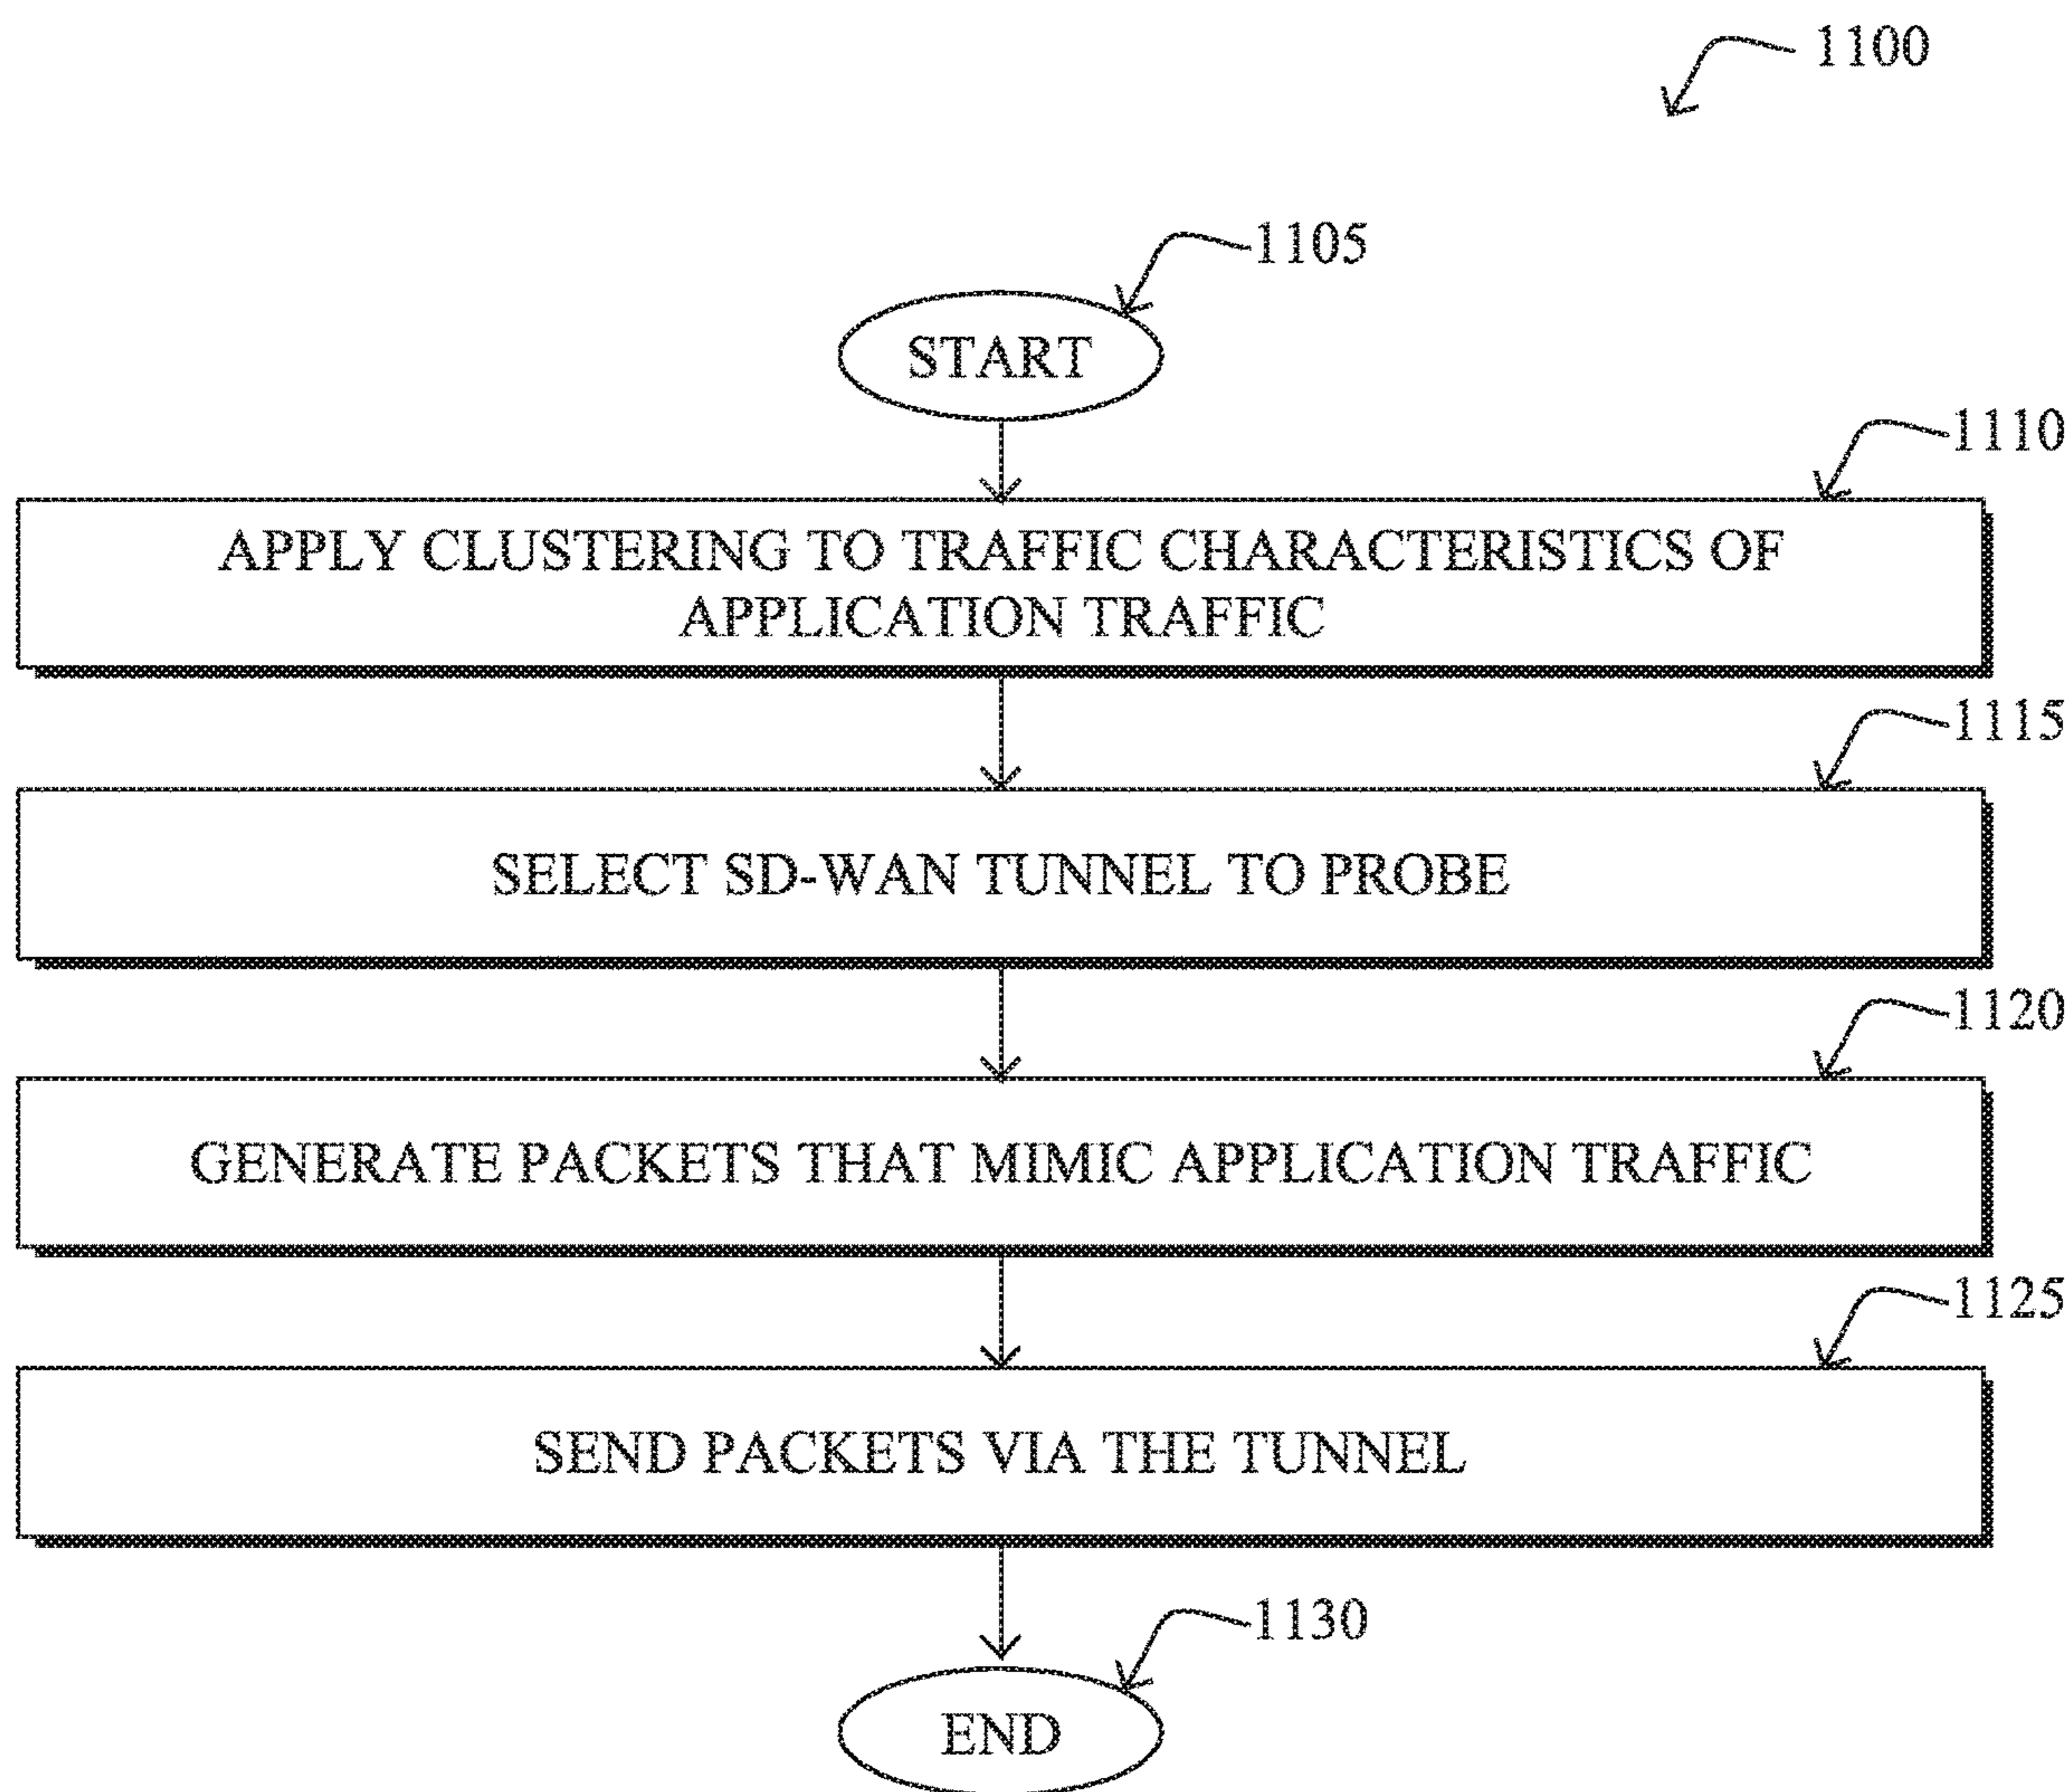 1100
1105
START
1110
APPLY CLUSTERING TO TRAFFIC CHARACTERISTICS OF
APPLICATION TRAFFIC
1115
SELECT SD-WAN TUNNEL TO PROBE
1120
GENERATE PACKETS THAT MIMIC APPLICATION TRAFFIC
1125
SEND PACKETS VIA THE TUNNEL
1130
END